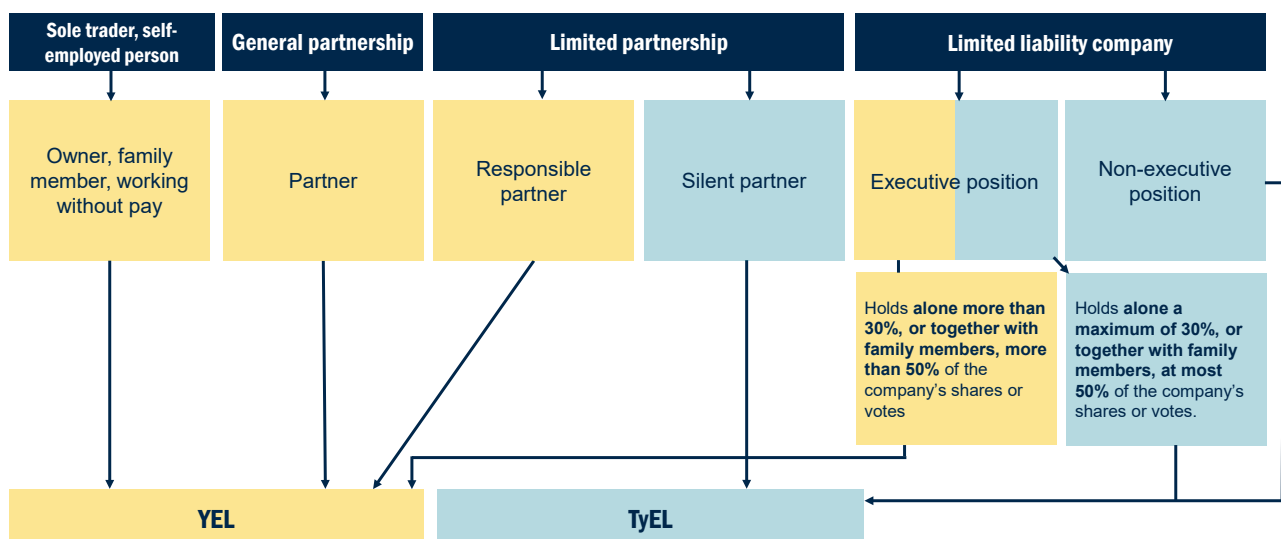 Sole trader, self-
employed person
General partnership
Limited partnership
Limited liability company
Owner, family
member, working
without pay
Partner
Responsible
partner
Silent partner
Executive position
Non-executive
position
Holds alone more than
30%, or together with
family members, more
than 50% of the
company's shares or
votes
Holds alone a
maximum of 30%, or
together with family
members, at most
50% of the company's
shares or votes.
YEL
TyEL